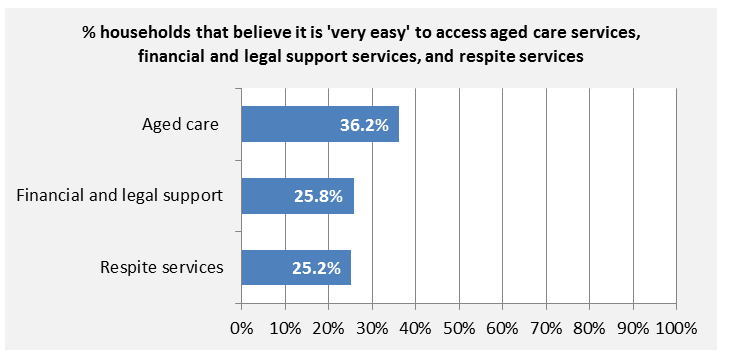 % households that believe it is 'very easy' to access aged care services,
financial and legal support services, and respite services
Aged care
36.2%
Financial and legal support
25.8%
Respite services
25.2%
0% 10% 20% 30% 40% 50% 60% 70% 80% 90% 100%